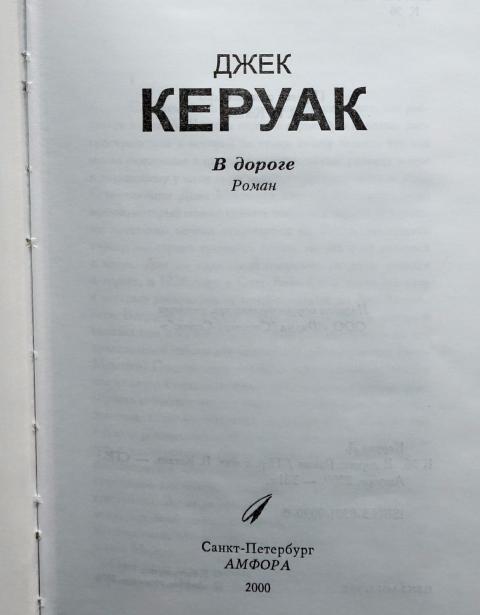 ДЖЕК
КЕРУАК
В дороге
Роман
Санкт-Петербург
АМФОРА
2000